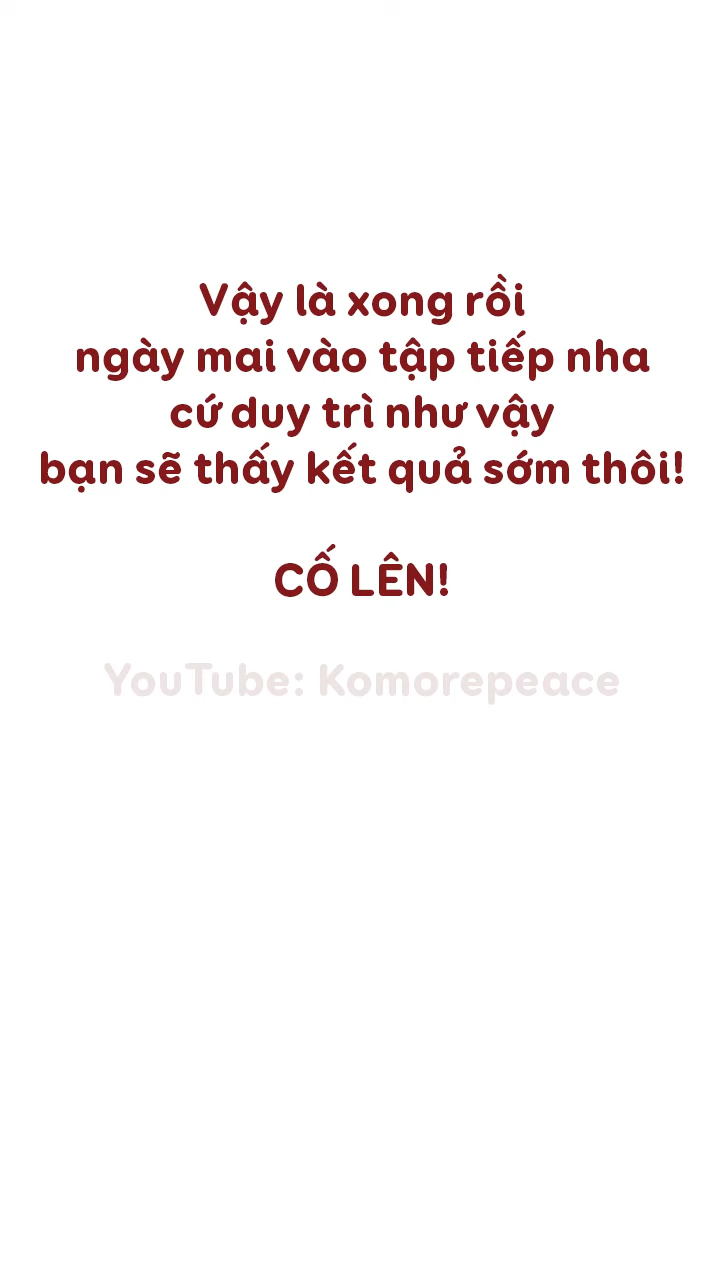 Vậy là xong rồi
ngày mai vào tập tiếp nha
cứ duy trì như vậy
bạn sẽ thấy kết quả sớm thôi!
CỐ LÊN!
YouTube: Komorepeace